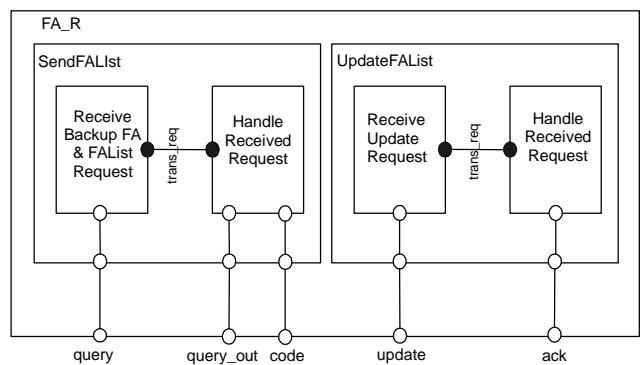 FA_R
SendFALIst
UpdateFAList
Receive
Backup FA
& FAList
Request
trans_req
Handle
Received
Request
Receive
Update
Request
trans_req
Handle
Received
Request
query
query_out
code
update
ack